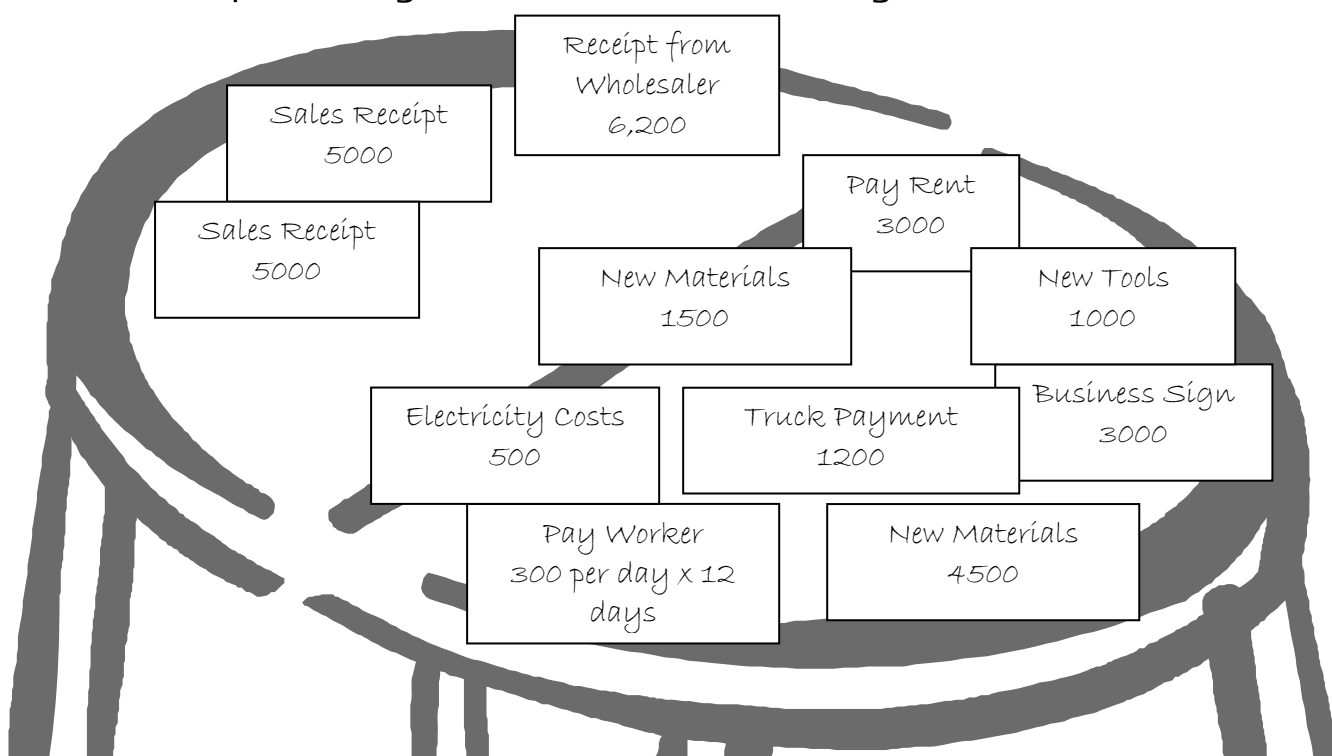 Receipt from
Wholesaler
6,200
Sales Receipt
5000
Sales Receipt
5000
Pay Rent
3000
New Materials
1500
New Tools
1000
Business Sign
3000
Electricity Costs
500
Truck Payment
1200
Pay Worker
300 per day x 12
days
New Materials
4500